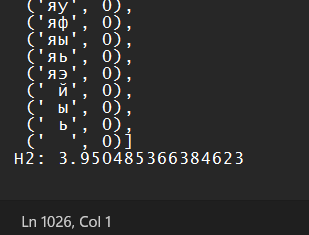 ('яу', 0),
('яф', 0),
('яы', 0),
('яь', 0),
('яэ', 0),
(' й', 0),
(' ы', 0),
(' ь', 0),
('  ', 0)]
H2: 3.950485366384623
Ln 1026, Col 1